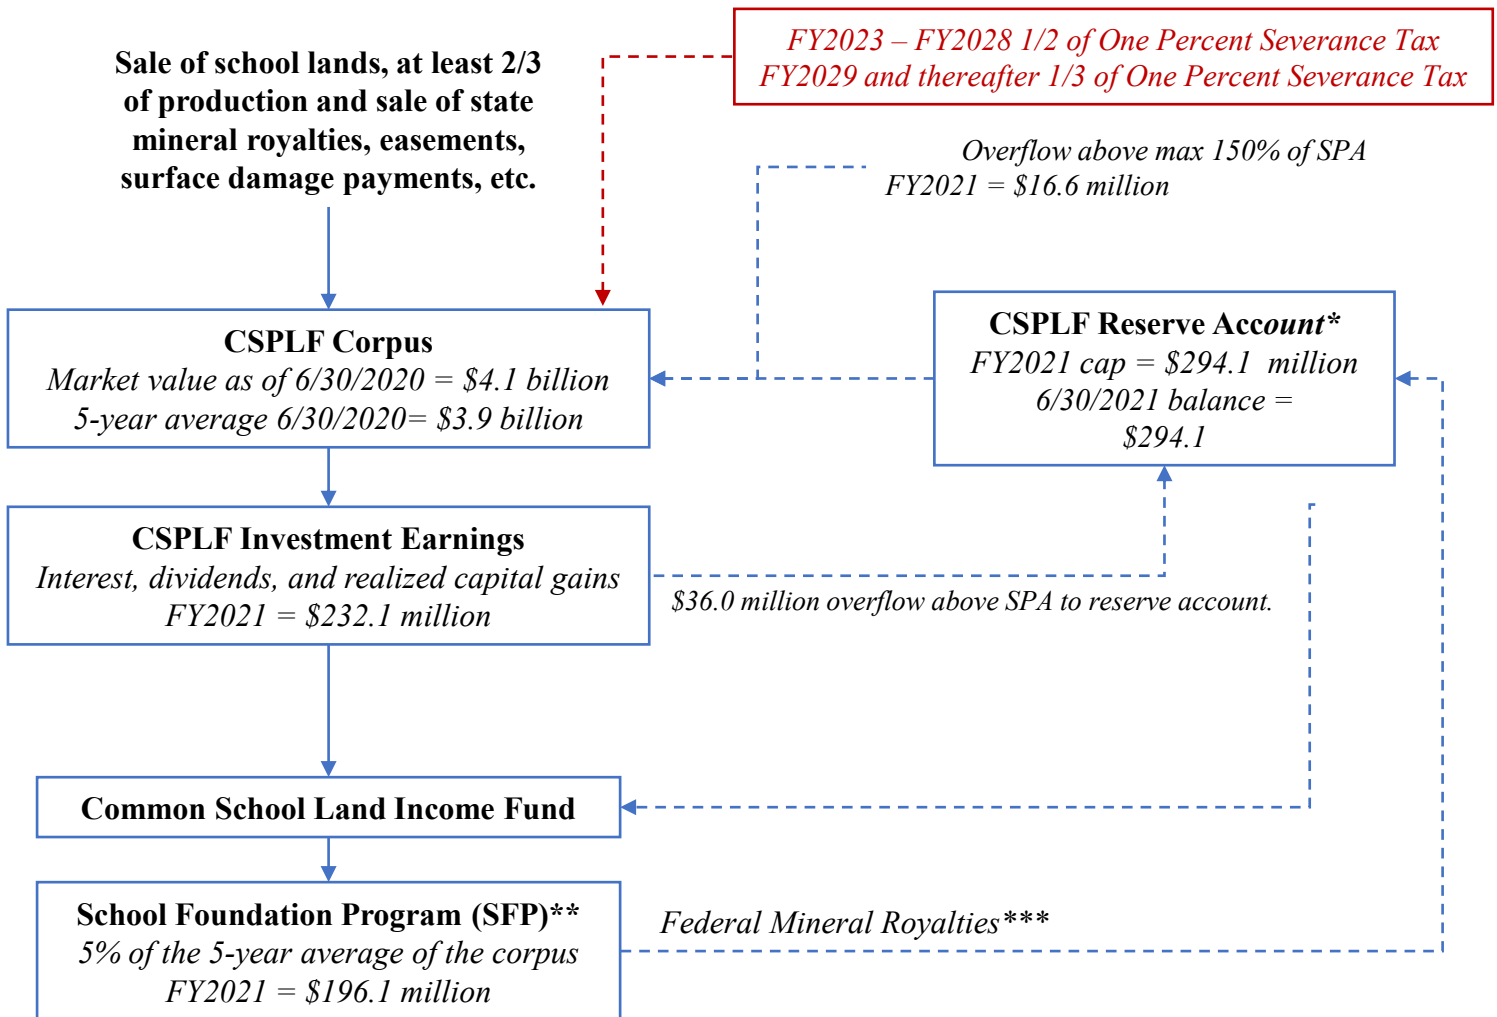 FY2023 – FY2028 1/2 of One Percent Severance Tax
FY2029 and thereafter 1/3 of One Percent Severance Tax
Sale of school lands, at least 2/3
of production and sale of state
mineral royalties, easements,
surface damage payments, etc.
Overflow above max 150% of SPA
FY2021 = $16.6 million
CSPLF Corpus
Market value as of 6/30/2020 = $4.1 billion
5-year average 6/30/2020= $3.9 billion
CSPLF Reserve Account*
FY2021 cap = $294.1 million
6/30/2021 balance =
$294.1
CSPLF Investment Earnings
Interest, dividends, and realized capital gains
FY2021 = $232.1 million
$36.0 million overflow above SPA to reserve account.
Common School Land Income Fund
School Foundation Program (SFP)**
5% of the 5-year average of the corpus
FY2021 = $196.1 million
Federal Mineral Royalties***